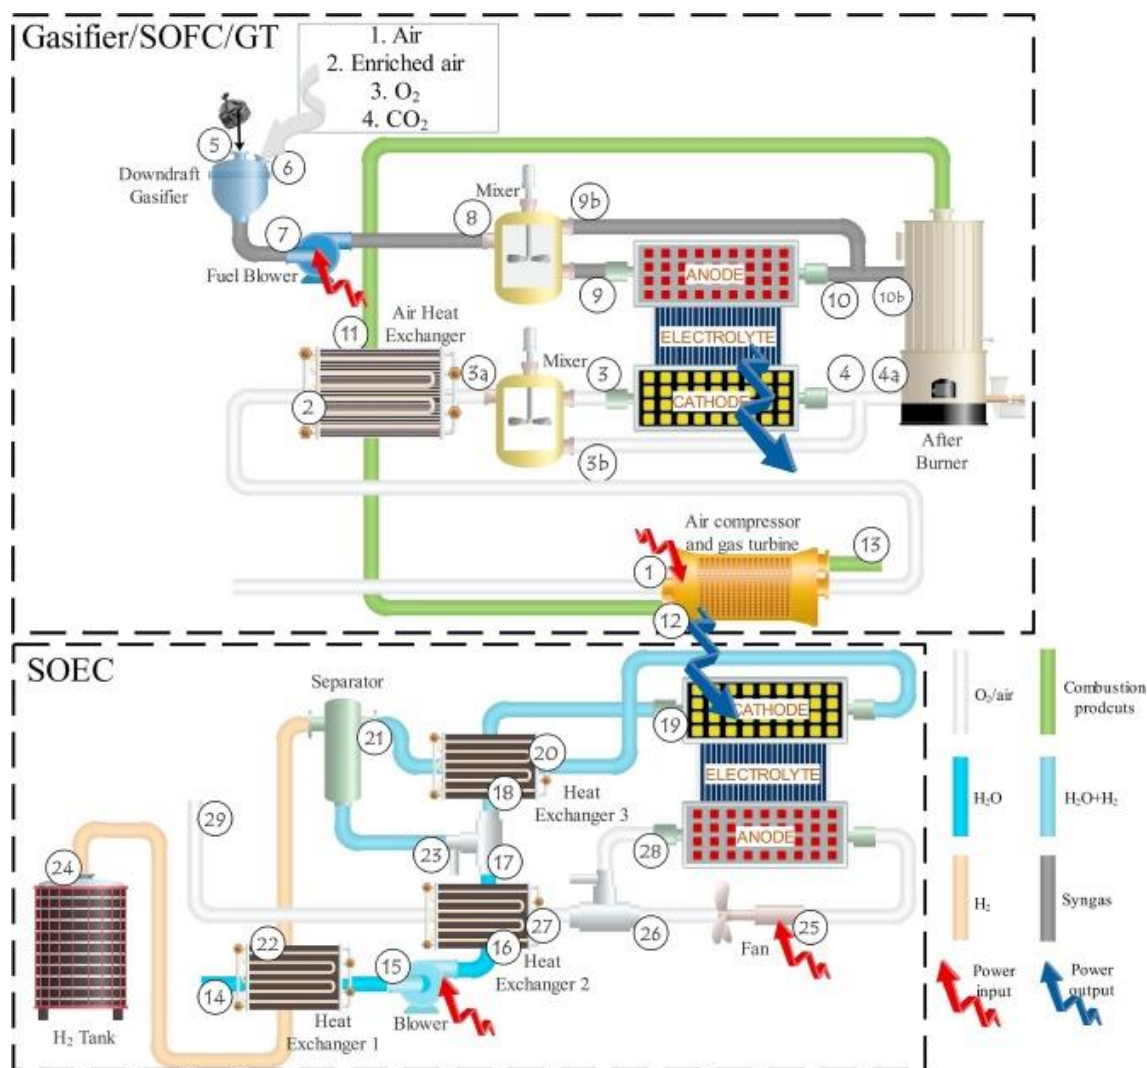 Gasifier/SOFC/GT
1. Air
2. Enriched air
3. O₂
4. CO₂
5
6
Downdraft
Gasifier
7
Fuel Blower
8
Mixer
9b
9
ANODE
10
10b
ELECTROLYTE
11
Air Heat
Exchanger
2
3a
Mixer
3
CATHODE
4
4a
3b
After
Burner
Air compressor
and gas turbine
13
1
12
SOEC
Separator
21
20
19
CATHODE
18
Heat
Exchanger 3
ELECTROLYTE
29
23
17
28
ANODE
24
27
26
Fan
25
22
15
16
Heat
Exchanger 2
14
Heat
Exchanger 1
Blower
H₂ Tank
O₂/air
Combustion
prodcuts
H₂O
H₂O+H₂
H₂
Syngas
Power
input
Power
output